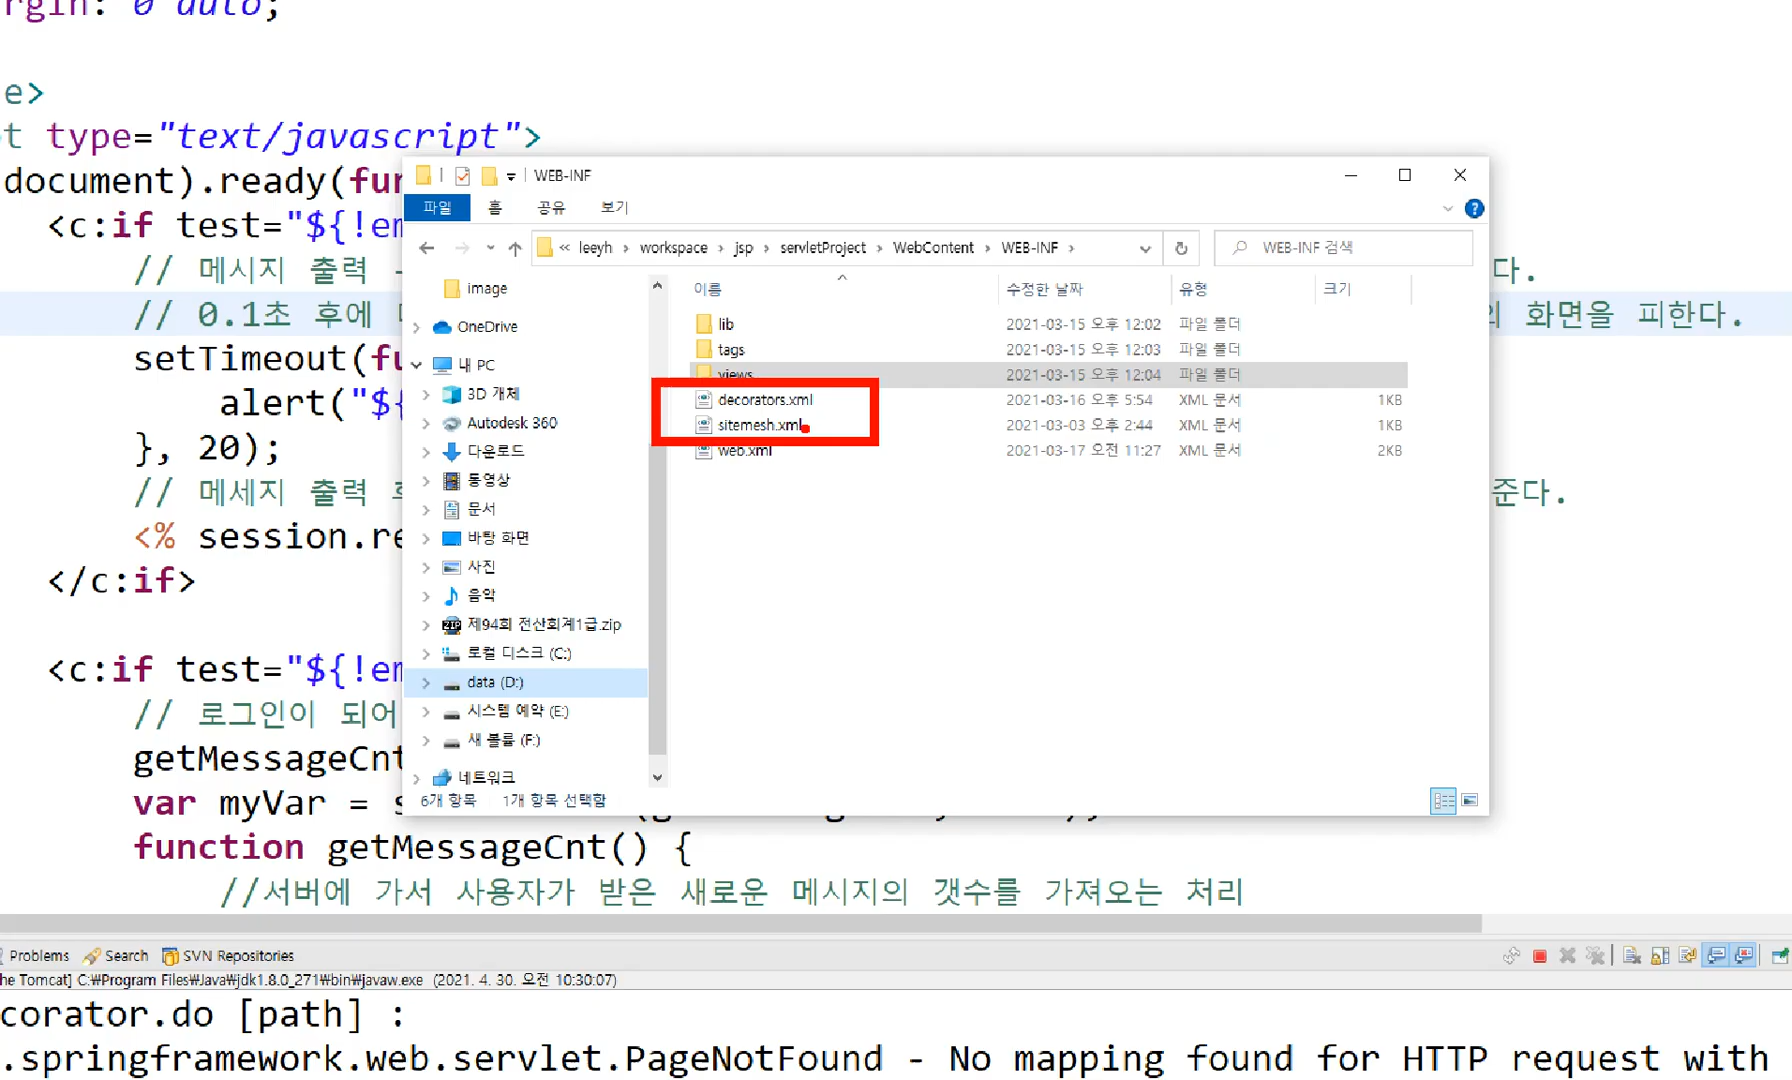 rgin: 0 auto;
e>
t type="text/javascript">
document).ready(fun
<c:if test="${!em
// 메시지 출력 -
다.
// 0.1초 후에
의 화면을 피한다.
setTimeout(fu
alert("${
}, 20);
// 메세지 출력 후
준다.
<% session.re
</c:if>
<c:if test="${!em
// 로그인이 되어
getMessageCnt
var myVar = s
function getMessageCnt() {
//서버에 가서 사용자가 받은 새로운 메시지의 갯수를 가져오는 처리
WEB-INF
파일 홈 공유 보기
« leeyh › workspace › jsp › servletProject › WebContent › WEB-INF ›
WEB-INF 검색
image
OneDrive
내 PC
3D 개체
Autodesk 360
다운로드
동영상
문서
바탕 화면
사진
음악
제94회 전산회계1급.zip
로컬 디스크 (C:)
data (D:)
시스템 예약 (E:)
새 볼륨 (F:)
네트워크
이름 수정한 날짜 유형 크기
lib 2021-03-15 오후 12:02 파일 폴더
tags 2021-03-15 오후 12:03 파일 폴더
views 2021-03-15 오후 12:04 파일 폴더
decorators.xml 2021-03-16 오후 5:54 XML 문서 1KB
sitemesh.xml 2021-03-03 오후 2:44 XML 문서 1KB
web.xml 2021-03-17 오전 11:27 XML 문서 2KB
6개 항목 1개 항목 선택함
Problems Search SVN Repositories
he Tomcat] C:₩Program Files₩Java₩jdk1.8.0_271₩bin₩javaw.exe (2021. 4. 30. 오전 10:30:07)
corator.do [path] :
.springframework.web.servlet.PageNotFound - No mapping found for HTTP request with